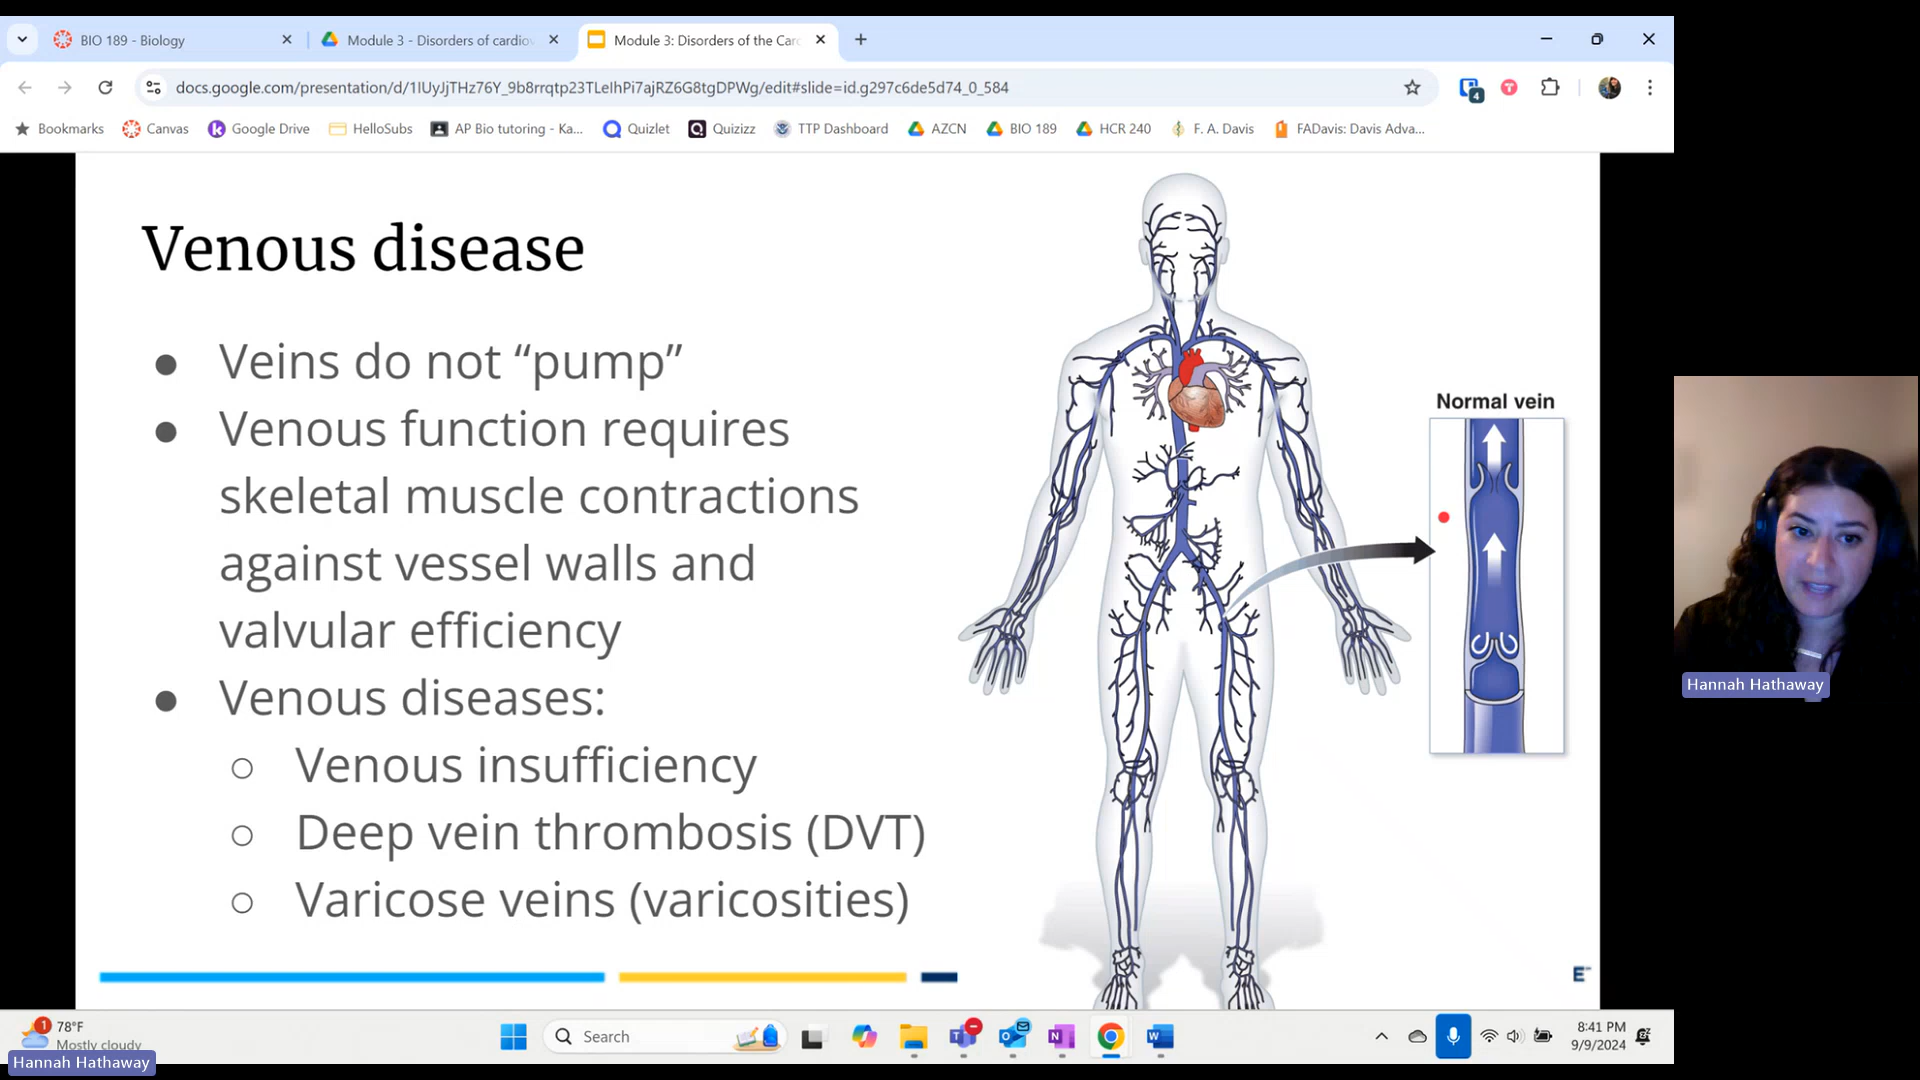 BIO 189 - Biology
Module 3 - Disorders of cardiov
Module 3: Disorders of the Car
docs.google.com/presentation/d/1IUyJjTHz76Y_9b8rrqtp23TLeIhPi7ajRZ6G8tgDPWg/edit#slide=id.g297c6de5d74_0_584
4
T
Bookmarks
Canvas
Google Drive
HelloSubs
AP Bio tutoring - Ka...
Quizlet
Quizizz
TTP Dashboard
AZCN
BIO 189
HCR 240
F. A. Davis
FADavis: Davis Adva...
Venous disease
● Veins do not “pump”
● Venous function requires
skeletal muscle contractions
against vessel walls and
valvular efficiency
● Venous diseases:
○ Venous insufficiency
○ Deep vein thrombosis (DVT)
○ Varicose veins (varicosities)
Normal vein
E
Hannah Hathaway
1
78°F
Mostly cloudy
Search
8:41 PM
9/9/2024
Hannah Hathaway